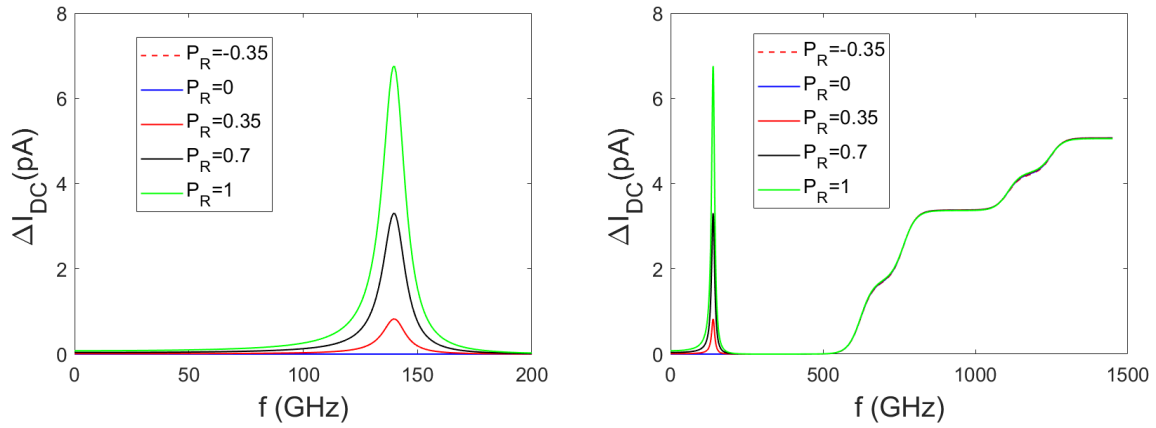 8
6
4
2
0
ΔI_DC(pA)
P_R=-0.35
P_R=0
P_R=0.35
P_R=0.7
P_R=1
0 50 100 150 200
f (GHz)
8
6
4
2
0
ΔI_DC(pA)
P_R=-0.35
P_R=0
P_R=0.35
P_R=0.7
P_R=1
0 500 1000 1500
f (GHz)